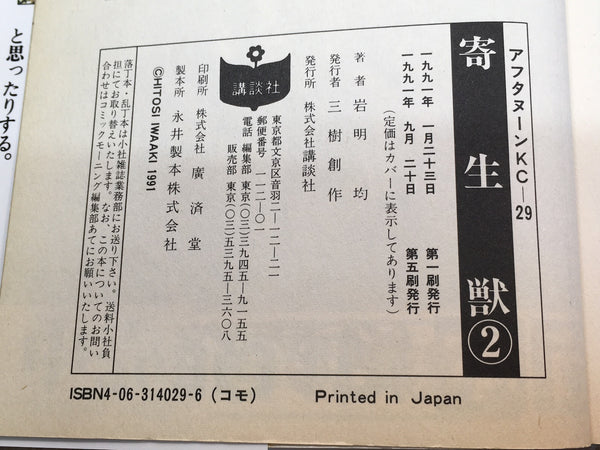 アフタヌーンKC—29
寄生獣②
一九九一年 一月二十三日 第一刷発行
一九九一年 九月 二十日 第五刷発行
(定価はカバーに表示してあります)
著者 岩明 均
発行者 三樹創作
発行所 株式会社講談社
東京都文京区音羽二-一二-二一
郵便番号 一一二-〇一
電話 編集部 東京(〇三)三九四五-九一五五
販売部 東京(〇三)五三九五-三六〇八
講談社
印刷所 株式会社 廣済堂
製本所 永井製本株式会社
©HITOSI IWAAKI 1991
落丁本・乱丁本は小社雑誌業務部にお送り下さい。送料小社負
担にてお取り替えいたします。なお、この本についてのお問い
合わせはコミックモーニング編集部あてにお願いいたします。
と思ったりする。
ISBN4-06-314029-6 (コモ) Printed in Japan